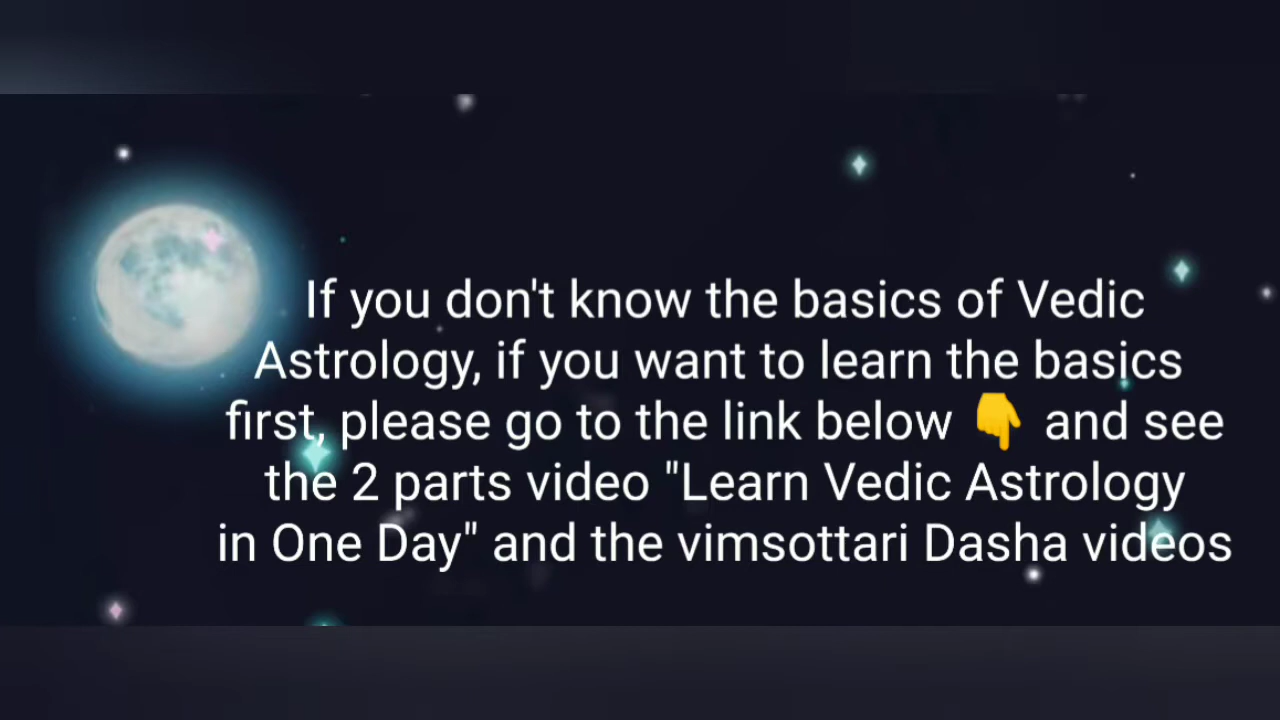 If you don't know the basics of Vedic
Astrology, if you want to learn the basics
first, please go to the link below 👇 and see
the 2 parts video "Learn Vedic Astrology
in One Day" and the vimsottari Dasha videos